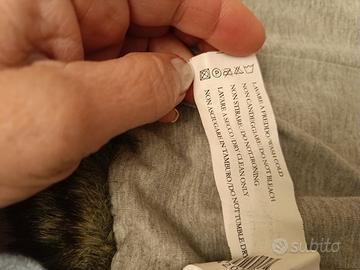 LAVARE A FREDDO/WASH COLD
NON CANDEGGIARE/DO NOT BLEACH
NON STIRARE/DO NOT IRONING
LAVARE A SECCO/DRY CLEAN ONLY
NON ASCIUGARE IN TAMBURO/DO NOT TUMBLE DRY
subito